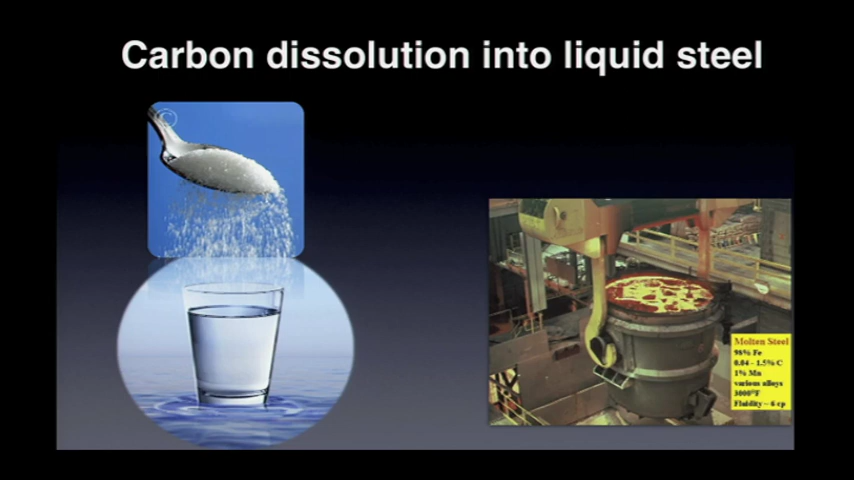 Carbon dissolution into liquid steel
©
Molten Steel
98% Fe
0.04 - 1.5% C
1% Mn
various alloys
3000°F
Fluidity ~ 6 cp